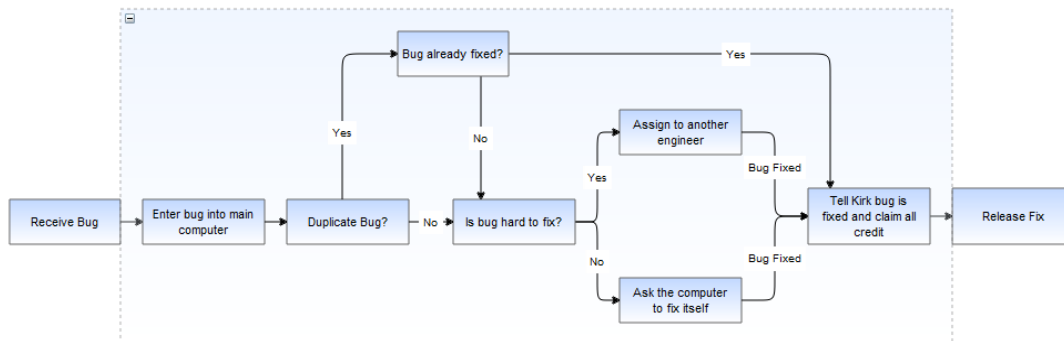 Bug already fixed?
Yes
Yes
No
Assign to another
engineer
Yes
Bug Fixed
Receive Bug
Enter bug into main
computer
Duplicate Bug?
No
Is bug hard to fix?
Tell Kirk bug is
fixed and claim all
credit
Release Fix
No
Bug Fixed
Ask the computer
to fix itself